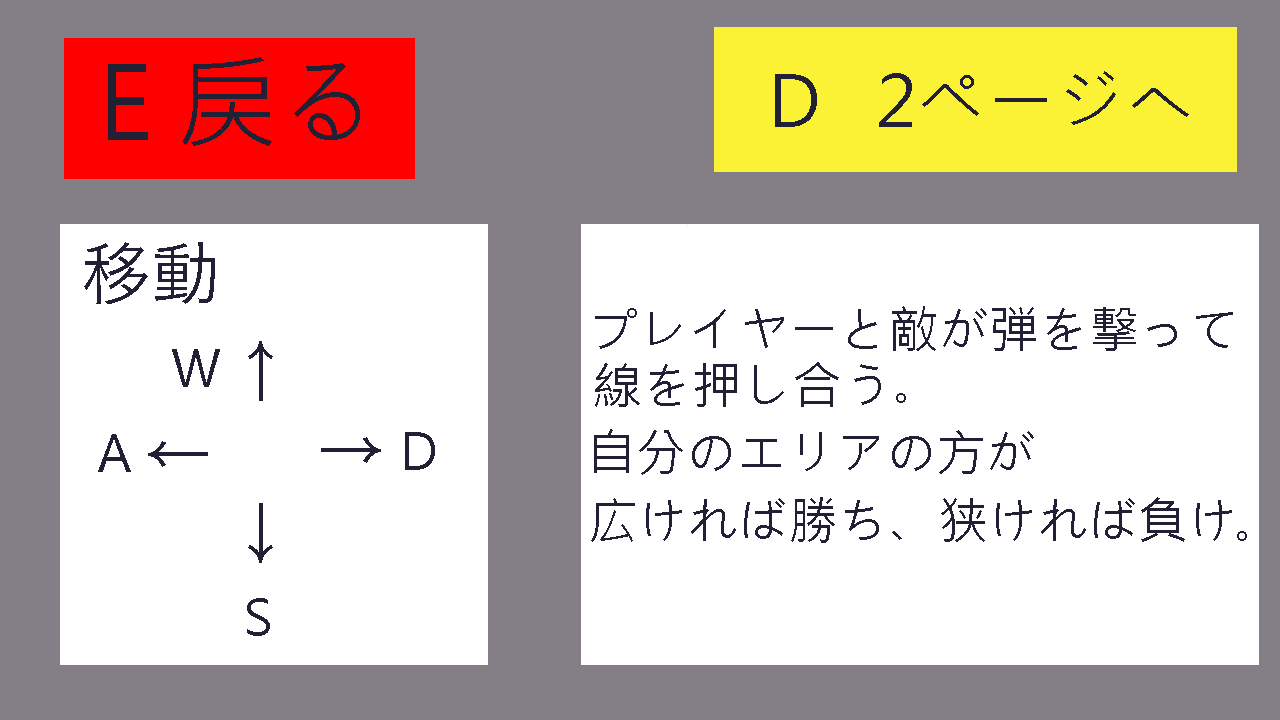 E 戻る
D 2ページへ
移動
W ↑
A ← → D
↓
S
プレイヤーと敵が弾を撃って
線を押し合う。
自分のエリアの方が
広ければ勝ち、狭ければ負け。